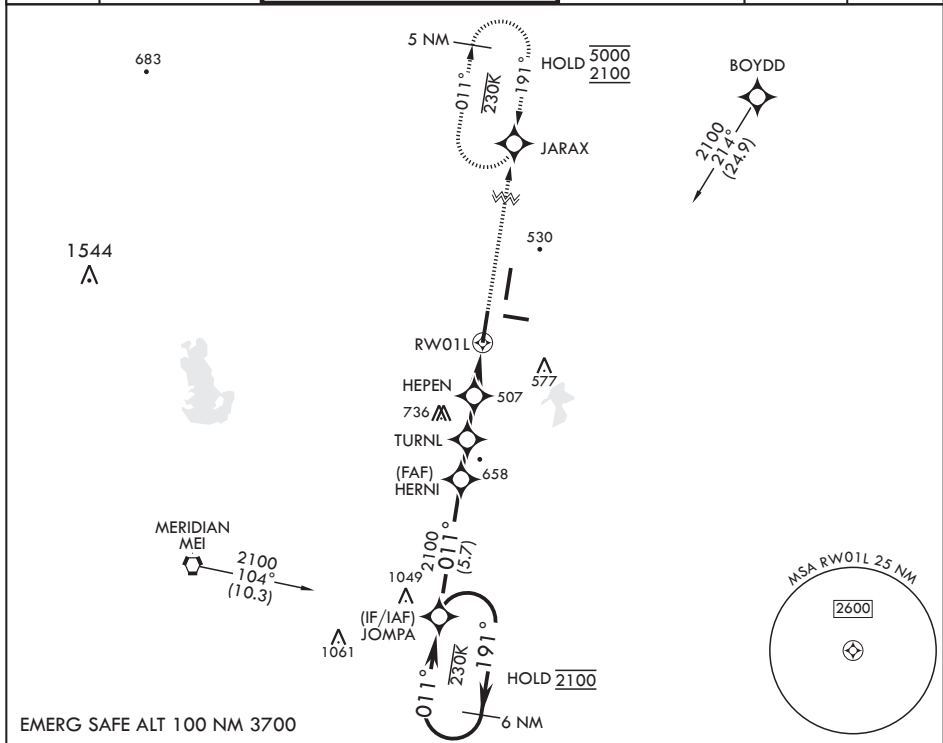 683
5 NM
HOLD 5000
2100
011°
230K
191°
BOYDD
JARAX
2100
214°
(24.9)
1544
530
RW01L
577
HEPEN
507
736
TURNL
(FAF)
HERNI
658
MERIDIAN
MEI
2100
104°
(10.3)
2100
011°
(5.7)
1049
(IF/IAF)
JOMPA
1061
MSA RW01L 25 NM
2600
011°
230K
191°
HOLD 2100
6 NM
EMERG SAFE ALT 100 NM 3700